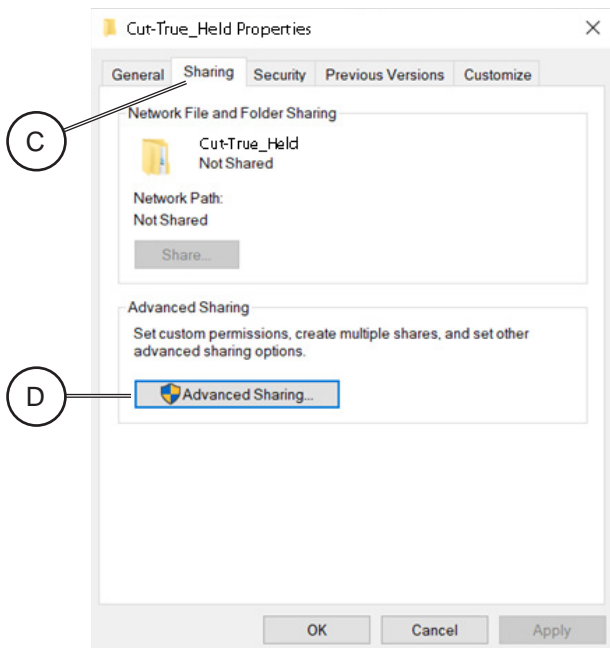 Cut-True_Held Properties
General Sharing Security Previous Versions Customize
C
Network File and Folder Sharing
Cut-True_Held
Not Shared
Network Path:
Not Shared
Share...
Advanced Sharing
Set custom permissions, create multiple shares, and set other
advanced sharing options.
D
Advanced Sharing...
OK Cancel Apply